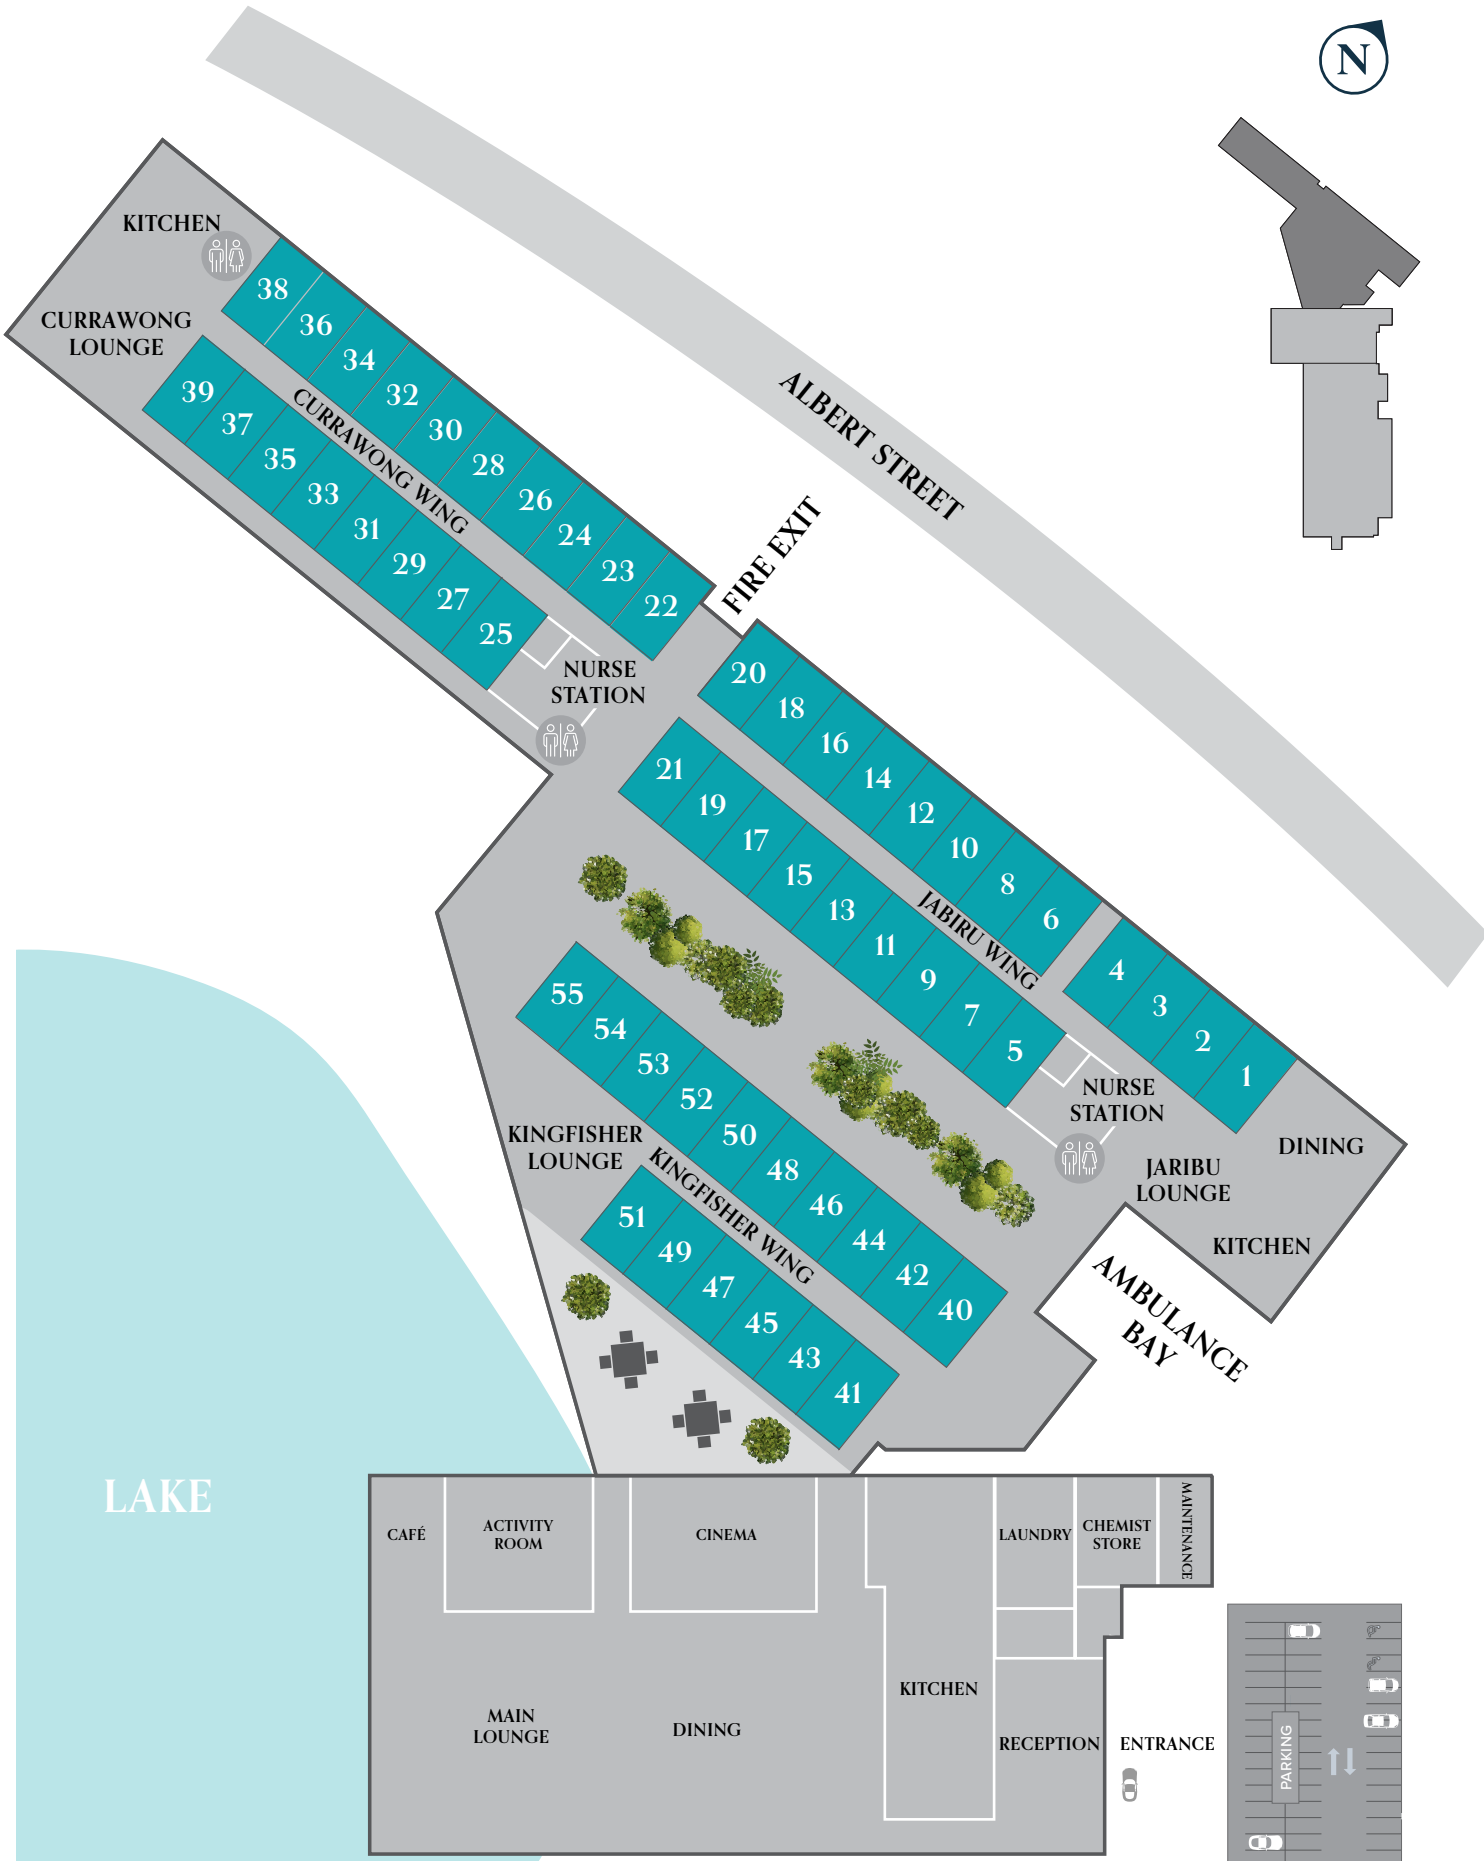 N
KITCHEN
CURRAWONG
LOUNGE
38
36
34
32
30
28
26
24
23
22
39
37
35
33
31
29
27
25
CURRAWONG WING
NURSE
STATION
ALBERT STREET
FIRE EXIT
20
18
16
14
12
10
8
6
4
3
2
1
21
19
17
15
13
11
9
7
5
JABIRU WING
NURSE
STATION
DINING
JARIBU
LOUNGE
KITCHEN
AMBULANCE
BAY
55
54
53
52
50
48
46
44
42
40
KINGFISHER
LOUNGE
KINGFISHER WING
51
49
47
45
43
41
LAKE
CAFÉ
ACTIVITY
ROOM
CINEMA
LAUNDRY
CHEMIST
STORE
MAINTENANCE
MAIN
LOUNGE
DINING
KITCHEN
RECEPTION
ENTRANCE
PARKING